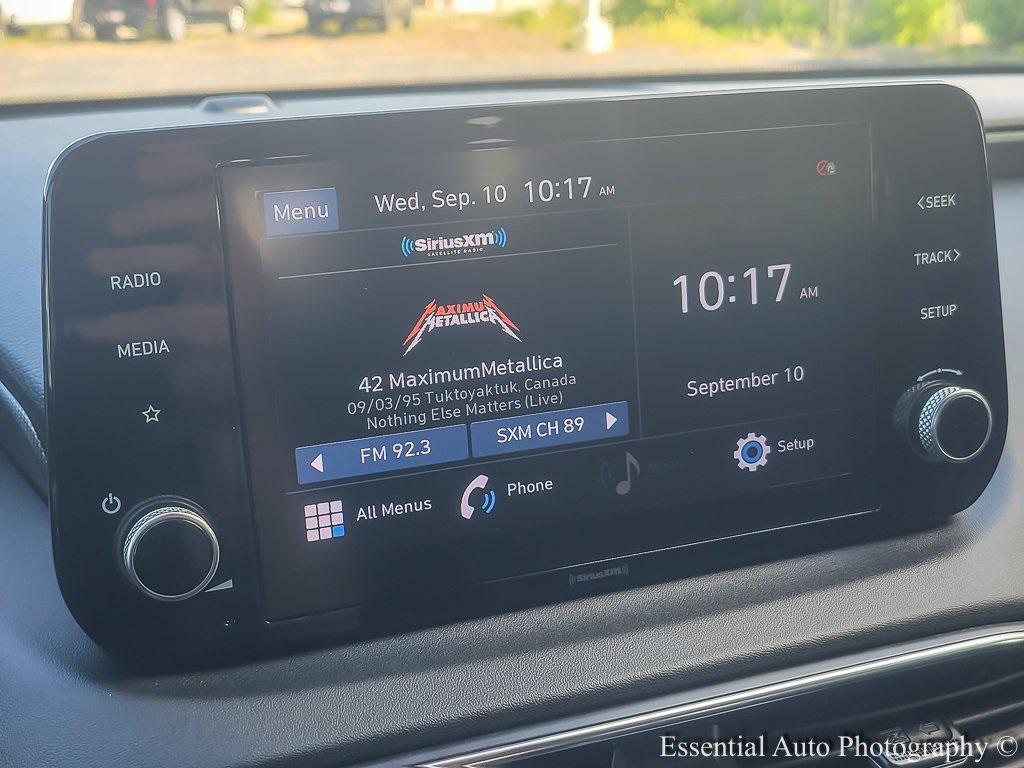 Menu
Wed, Sep. 10 10:17 AM
SiriusXM
SATELLITE RADIO
MAXIMUM
METALLICA
42 MaximumMetallica
09/03/95 Tuktoyaktuk, Canada
Nothing Else Matters (Live)
FM 92.3
SXM CH 89
10:17 AM
September 10
All Menus
Phone
Media
Setup
RADIO
MEDIA
SEEK
TRACK
SETUP
SiriusXM
Essential Auto Photography ©